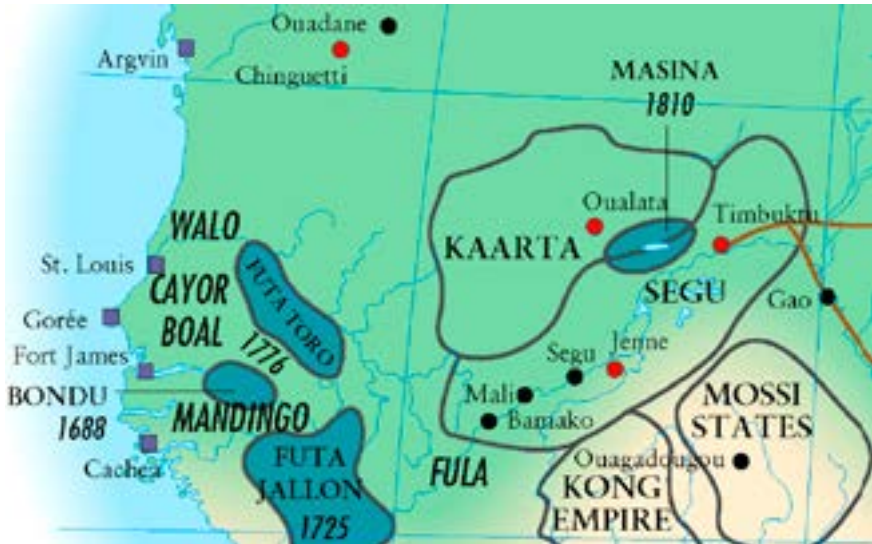 Ouadane
Argvin
Chinguetti
MASINA
1810
Oualata
Timbuktu
WALO
KAARTA
St. Louis
FUTA TORO
CAYOR
SEGU
BOAL
Gao
Gorée
1776
Fort James
Segu
Jenne
BONDU
Mali
MOSSI
STATES
1688
MANDINGO
Bamako
Cachea
FUTA
JALLON
1725
FULA
Ouagadougou
KONG
EMPIRE